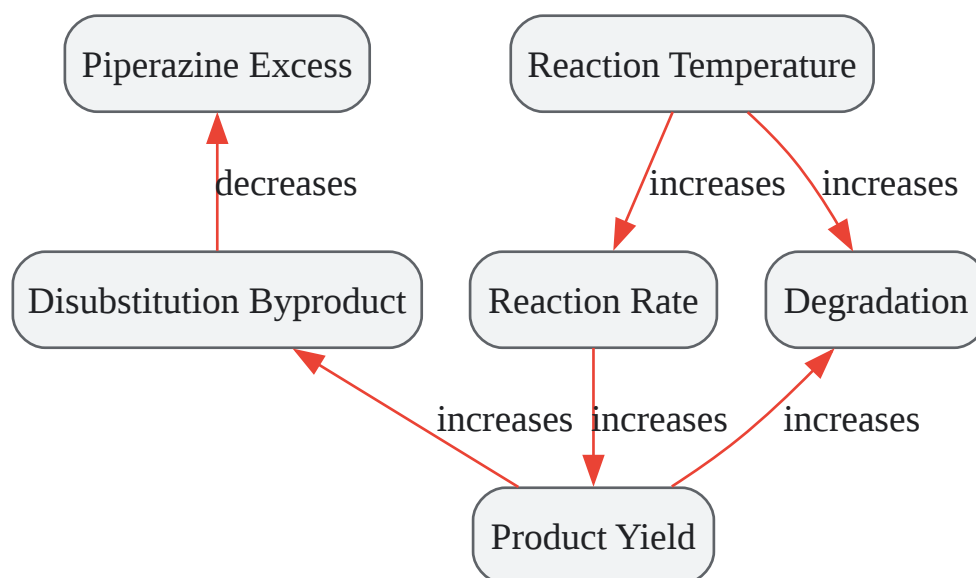 Piperazine Excess
Reaction Temperature
decreases
increases
increases
Disubstitution Byproduct
Reaction Rate
Degradation
increases
increases
increases
Product Yield